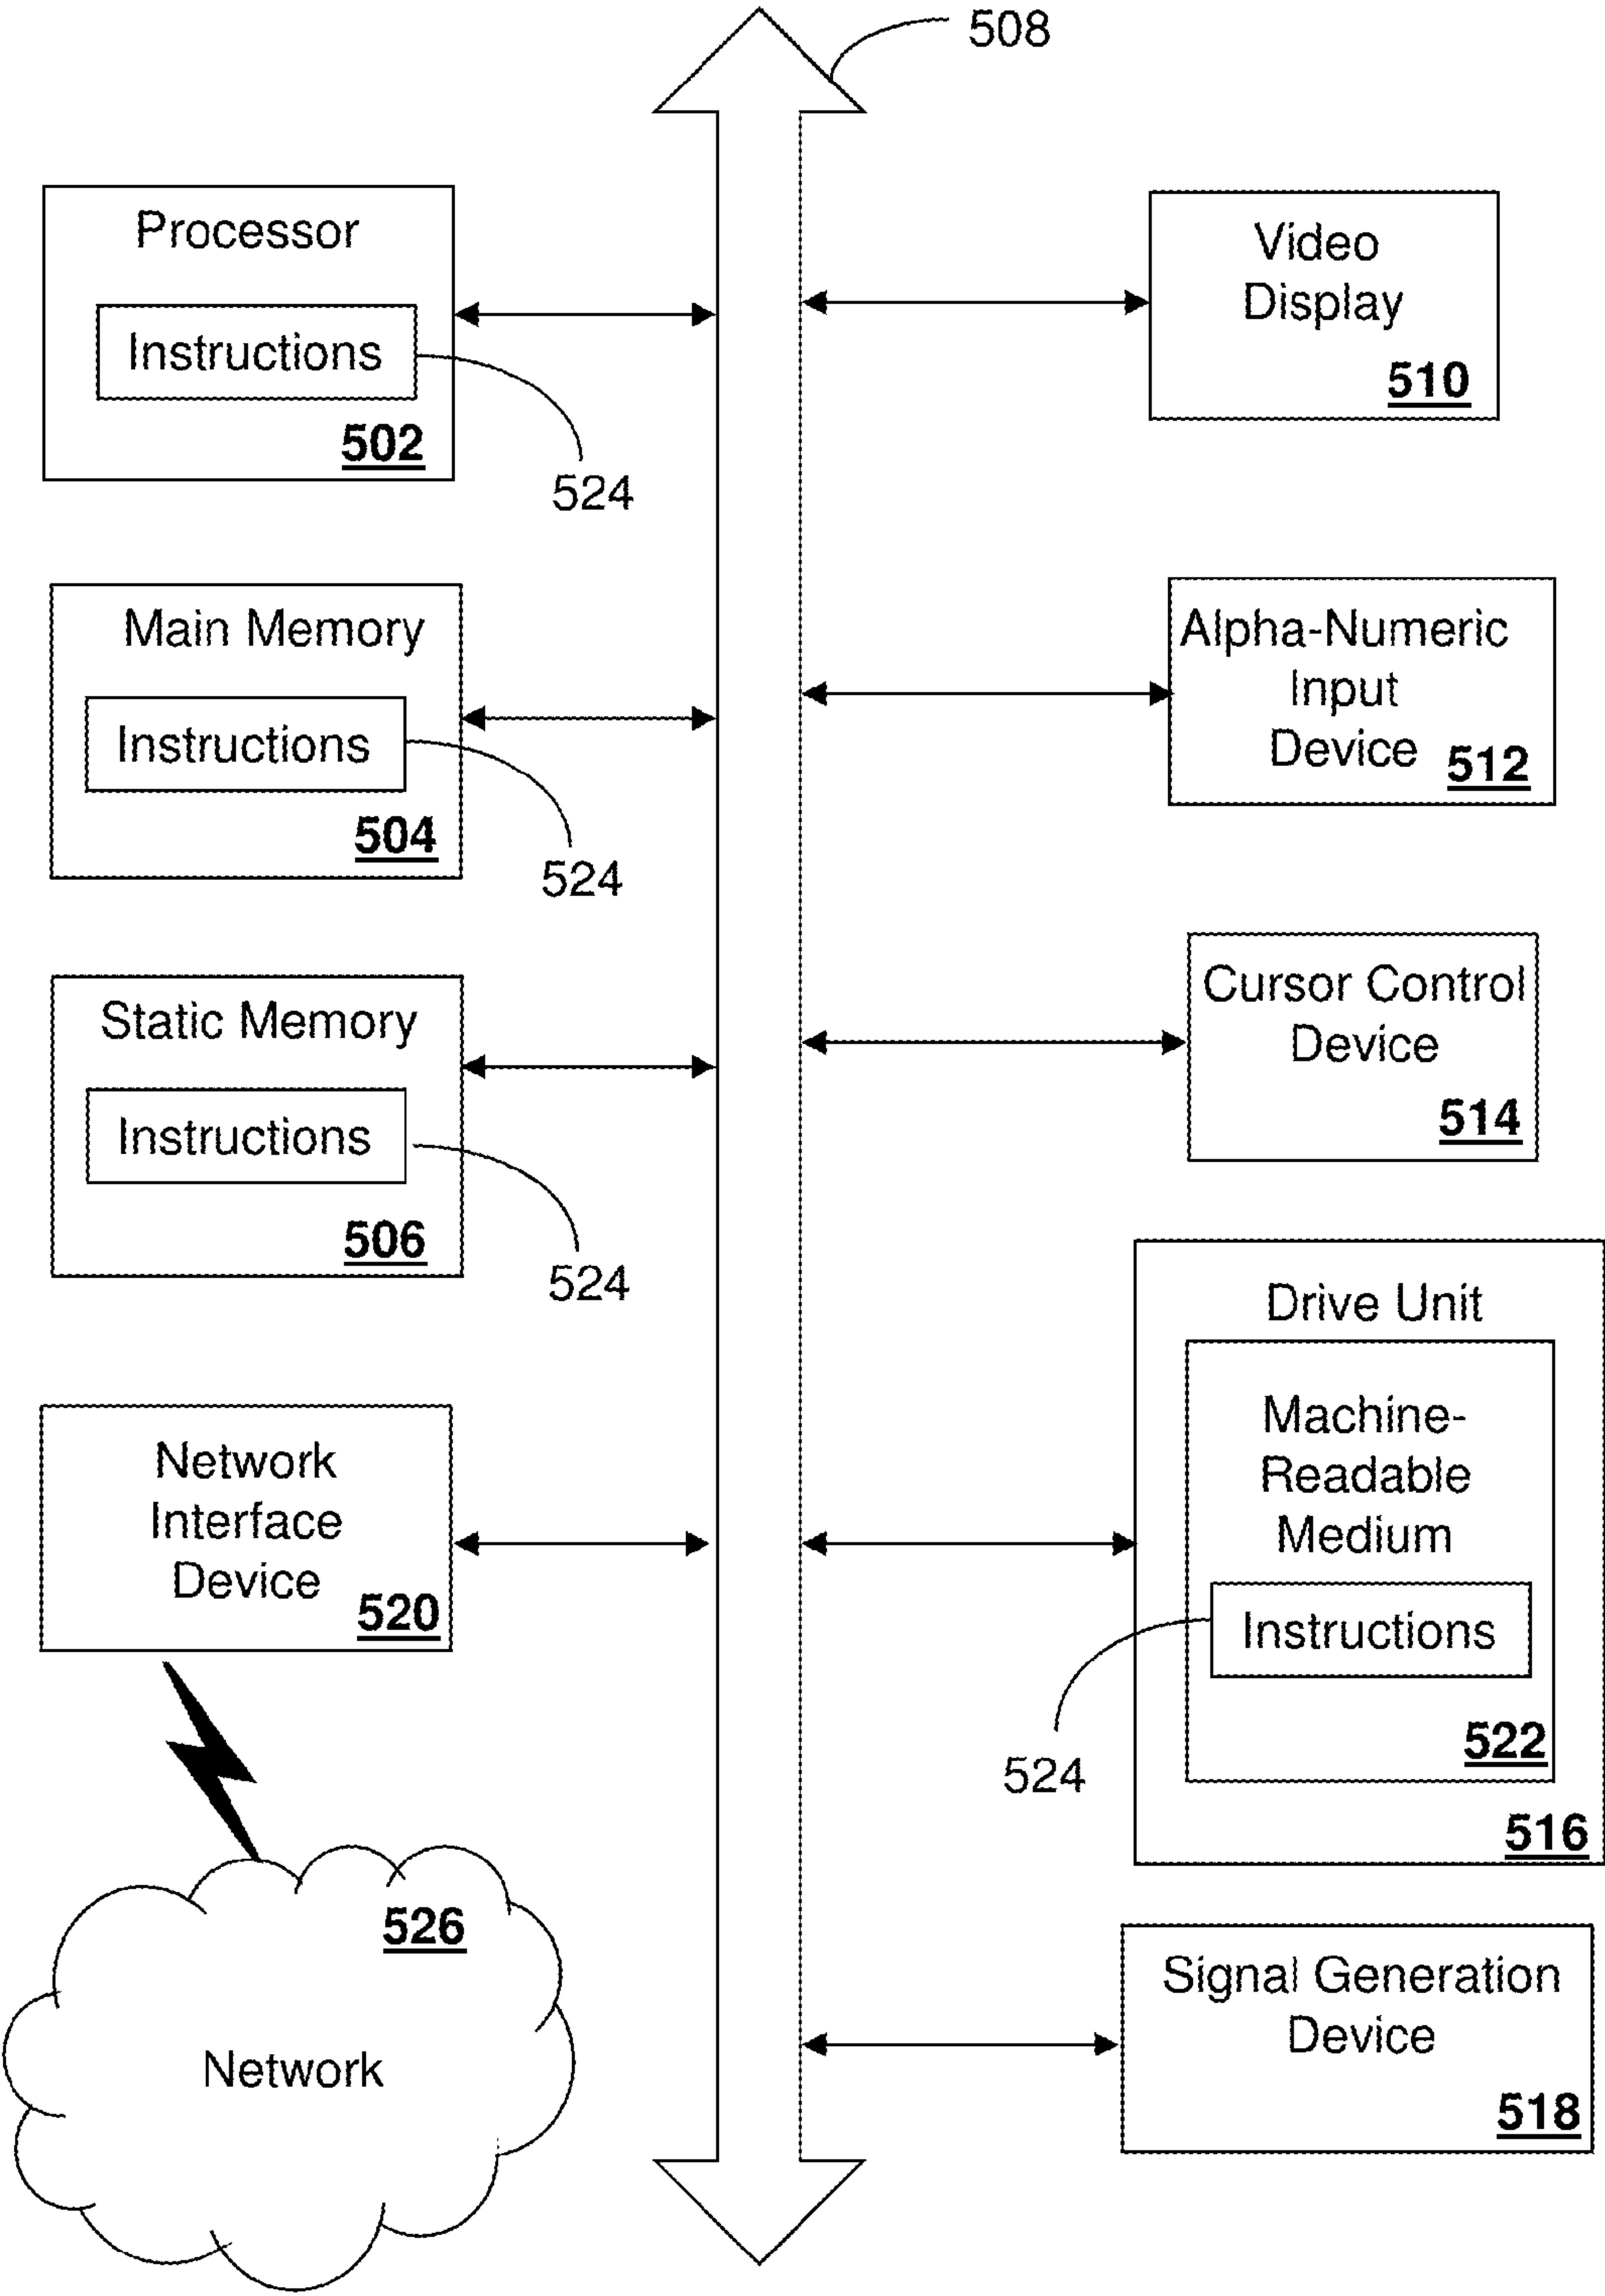 508
Processor
Instructions
502
524
Main Memory
Instructions
504
524
Static Memory
Instructions
506
524
Network
Interface
Device
520
526
Network
Video
Display
510
Alpha-Numeric
Input
Device
512
Cursor Control
Device
514
Drive Unit
Machine-
Readable
Medium
Instructions
522
524
516
Signal Generation
Device
518